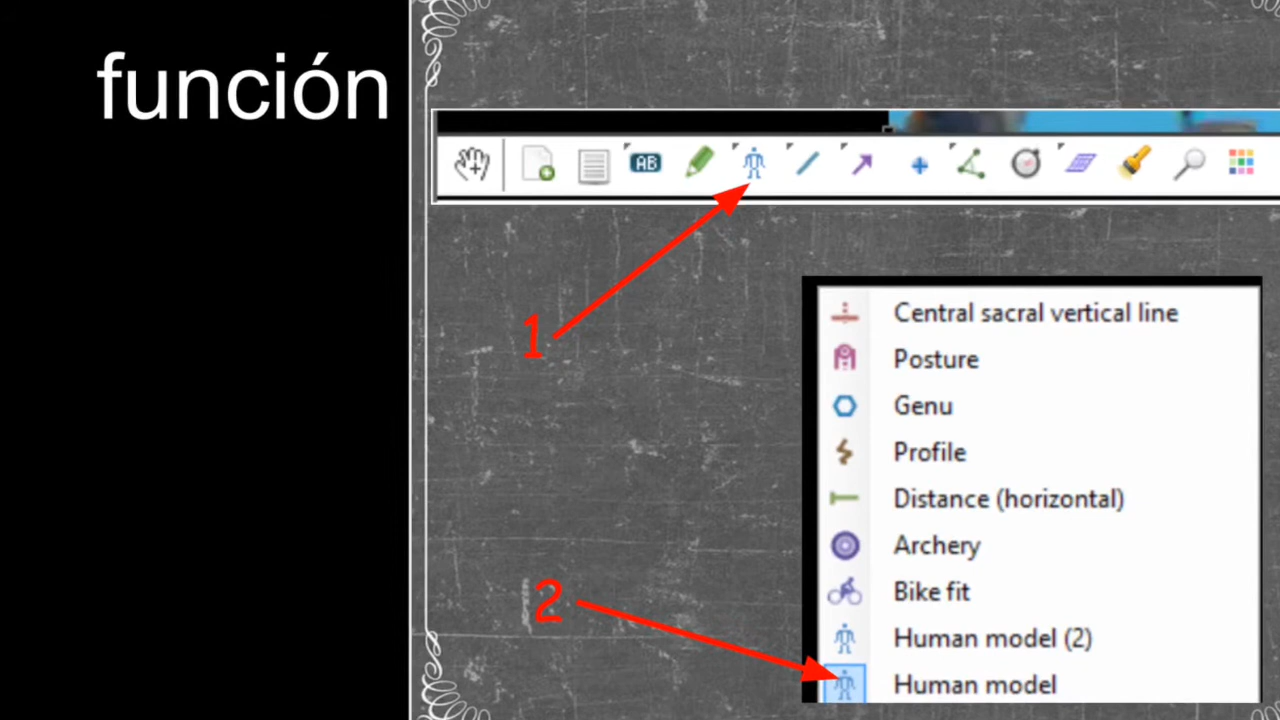 función
AB
1
Central sacral vertical line
Posture
Genu
Profile
Distance (horizontal)
Archery
Bike fit
2
Human model (2)
Human model